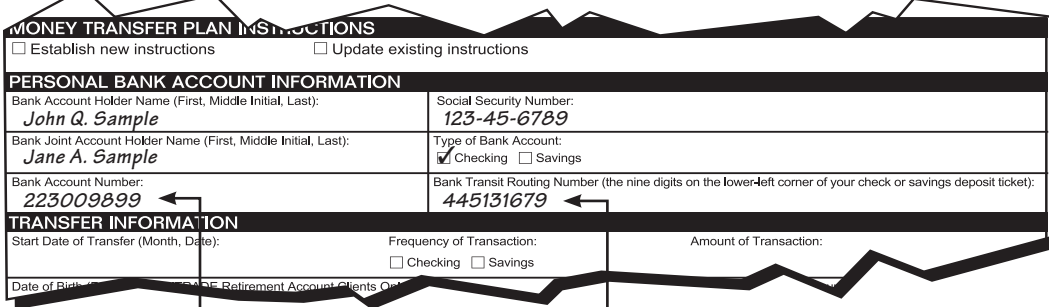 MONEY TRANSFER PLAN INSTRUCTIONS
☐ Establish new instructions ☐ Update existing instructions
PERSONAL BANK ACCOUNT INFORMATION
Bank Account Holder Name (First, Middle Initial, Last): Social Security Number:
John Q. Sample 123-45-6789
Bank Joint Account Holder Name (First, Middle Initial, Last): Type of Bank Account:
Jane A. Sample ☑ Checking ☐ Savings
Bank Account Number: Bank Transit Routing Number (the nine digits on the lower-left corner of your check or savings deposit ticket):
223009899 445131679
TRANSFER INFORMATION
Start Date of Transfer (Month, Date): Frequency of Transaction: Amount of Transaction:
☐ Checking ☐ Savings
Date of Birth Retirement Account Clients